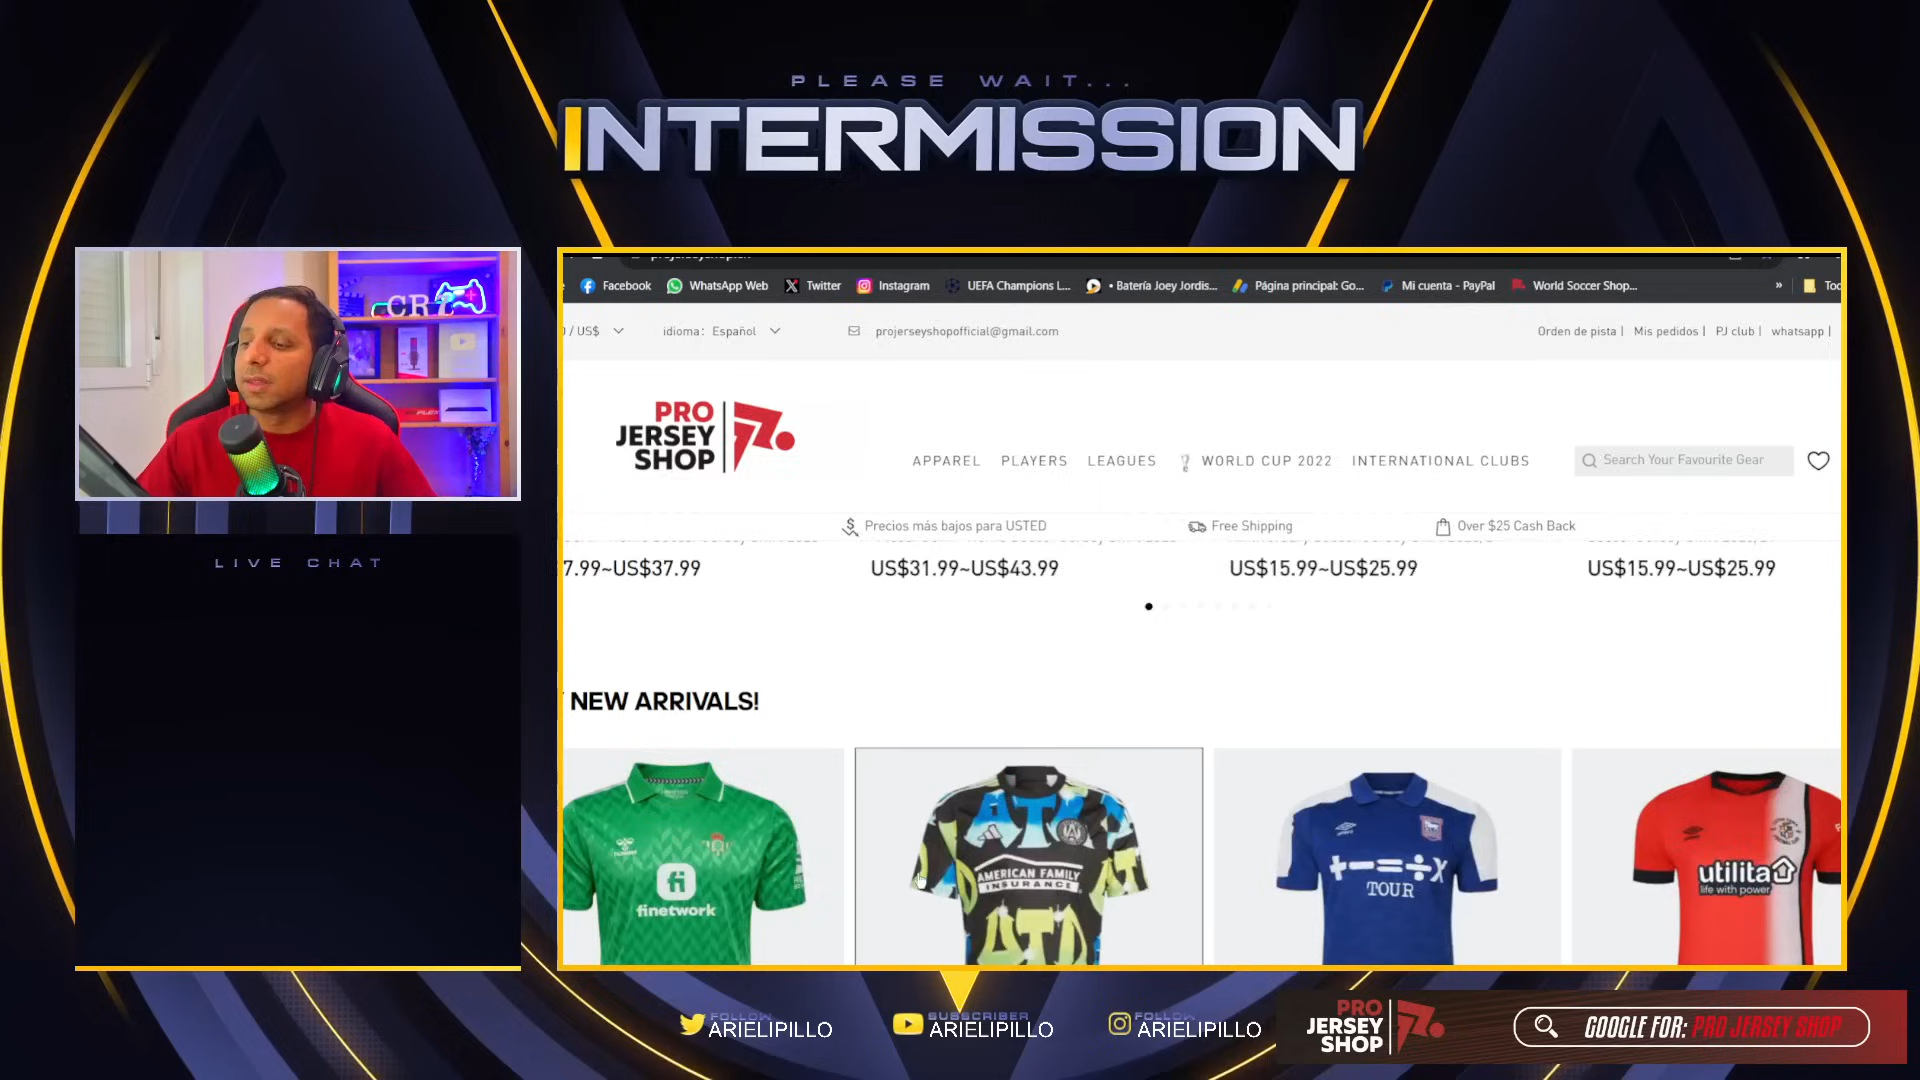 PLEASE WAIT...
INTERMISSION
Facebook
WhatsApp Web
Twitter
Instagram
UEFA Champions L...
• Batería Joey Jordis...
Página principal: Go...
Mi cuenta - PayPal
World Soccer Shop...
»
/ US$
idioma: Español
projerseyshopofficial@gmail.com
Orden de pista |
Mis pedidos |
PJ club |
whatsapp |
PRO
JERSEY
SHOP
APPAREL
PLAYERS
LEAGUES
WORLD CUP 2022
INTERNATIONAL CLUBS
Search Your Favourite Gear
Precios más bajos para USTED
Free Shipping
Over $25 Cash Back
7.99~US$37.99
US$31.99~US$43.99
US$15.99~US$25.99
US$15.99~US$25.99
NEW ARRIVALS!
fi
finetwork
ATL
AMERICAN FAMILY
INSURANCE
+-=÷x
TOUR
utilita
life with power
LIVE CHAT
FOLLOW
ARIELIPILLO
SUBSCRIBER
ARIELIPILLO
FOLLOW
ARIELIPILLO
PRO
JERSEY
SHOP
GOOGLE FOR: PRO JERSEY SHOP